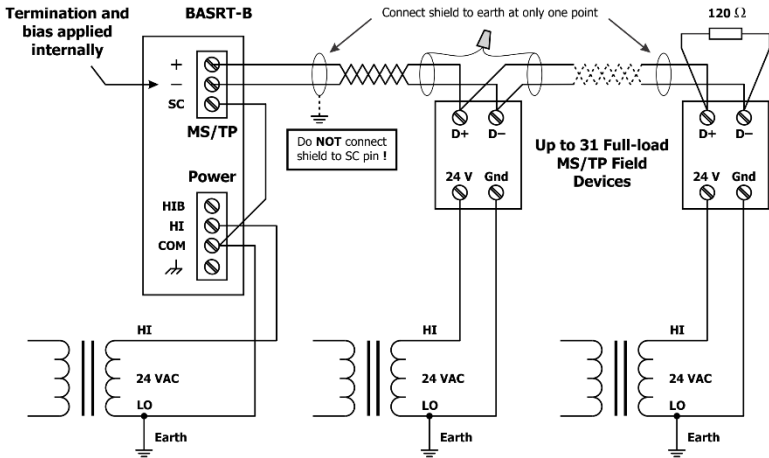 Termination and
bias applied
internally
BASRT-B
Connect shield to earth at only one point
120 Ω
+
−
SC
MS/TP
Do NOT connect
shield to SC pin !
D+ D−
Up to 31 Full-load
MS/TP Field
Devices
D+ D−
Power
24 V Gnd
24 V Gnd
HIB
HI
COM
HI
24 VAC
LO
Earth
HI
24 VAC
LO
Earth
HI
24 VAC
LO
Earth